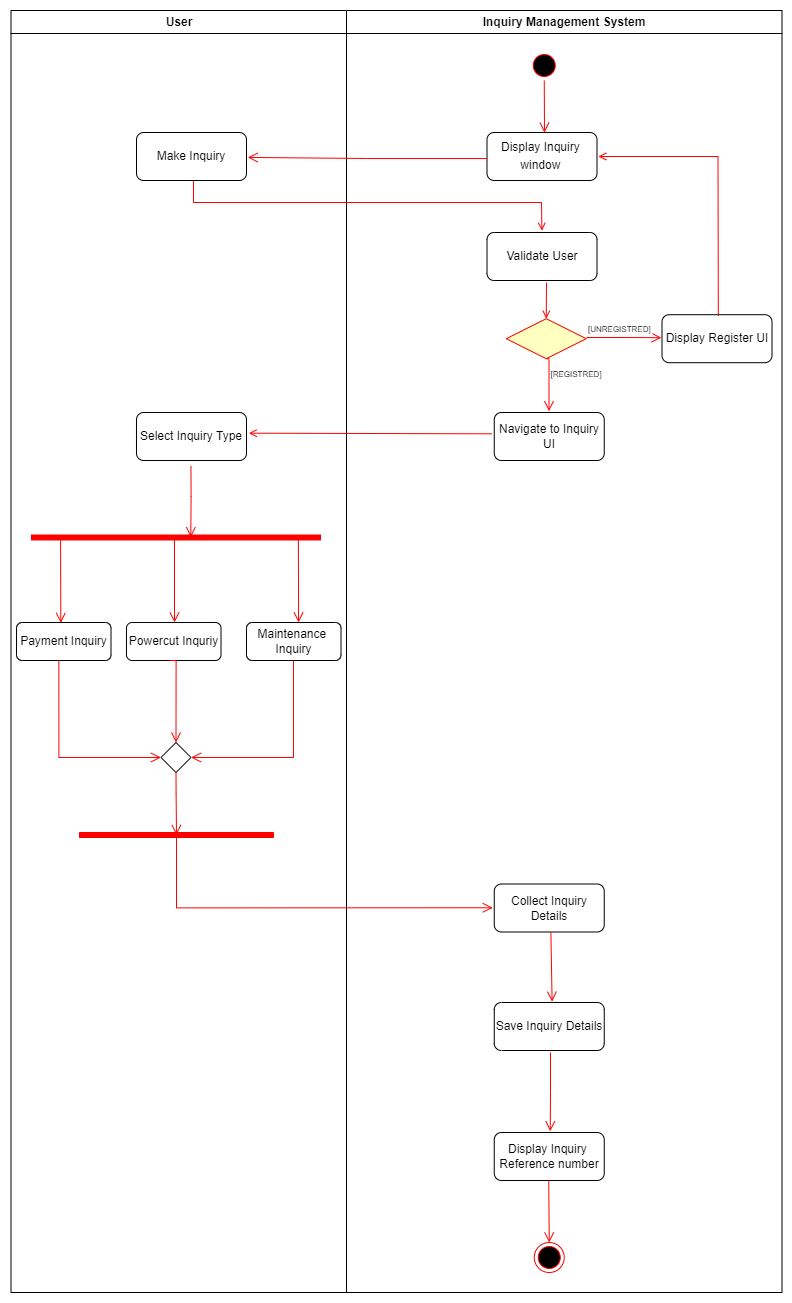 User
Inquiry Management System
Make Inquiry
Display Inquiry
window
Validate User
[UNREGISTRED]
Display Register UI
[REGISTRED]
Select Inquiry Type
Navigate to Inquiry
UI
Payment Inquiry
Powercut Inquriy
Maintenance
Inquiry
Collect Inquiry
Details
Save Inquiry Details
Display Inquiry
Reference number